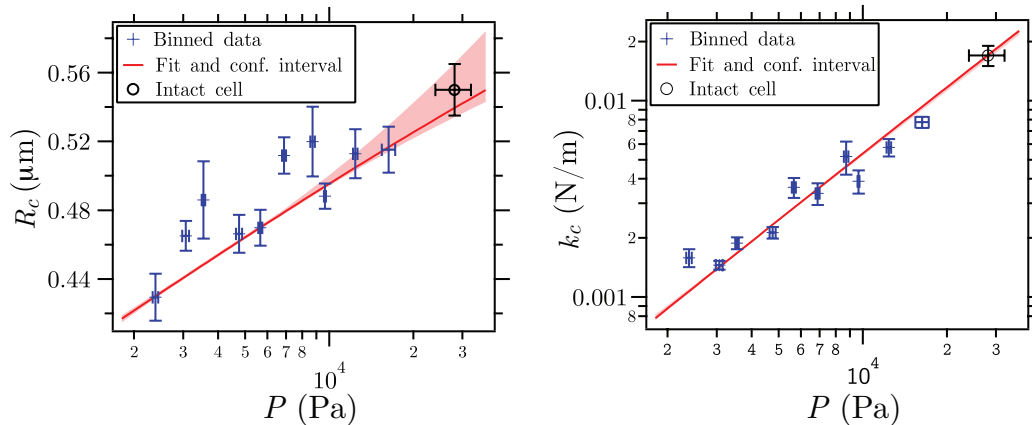 Binned data
Fit and conf. interval
Intact cell
0.56
0.52
0.48
0.44
R_c (μm)
2 3 4 5 6 7 8 2 3
10^4
P (Pa)
Binned data
Fit and conf. interval
Intact cell
2
0.01
8
6
4
2
0.001
8
k_c (N/m)
2 3 4 5 6 7 8 2 3
10^4
P (Pa)